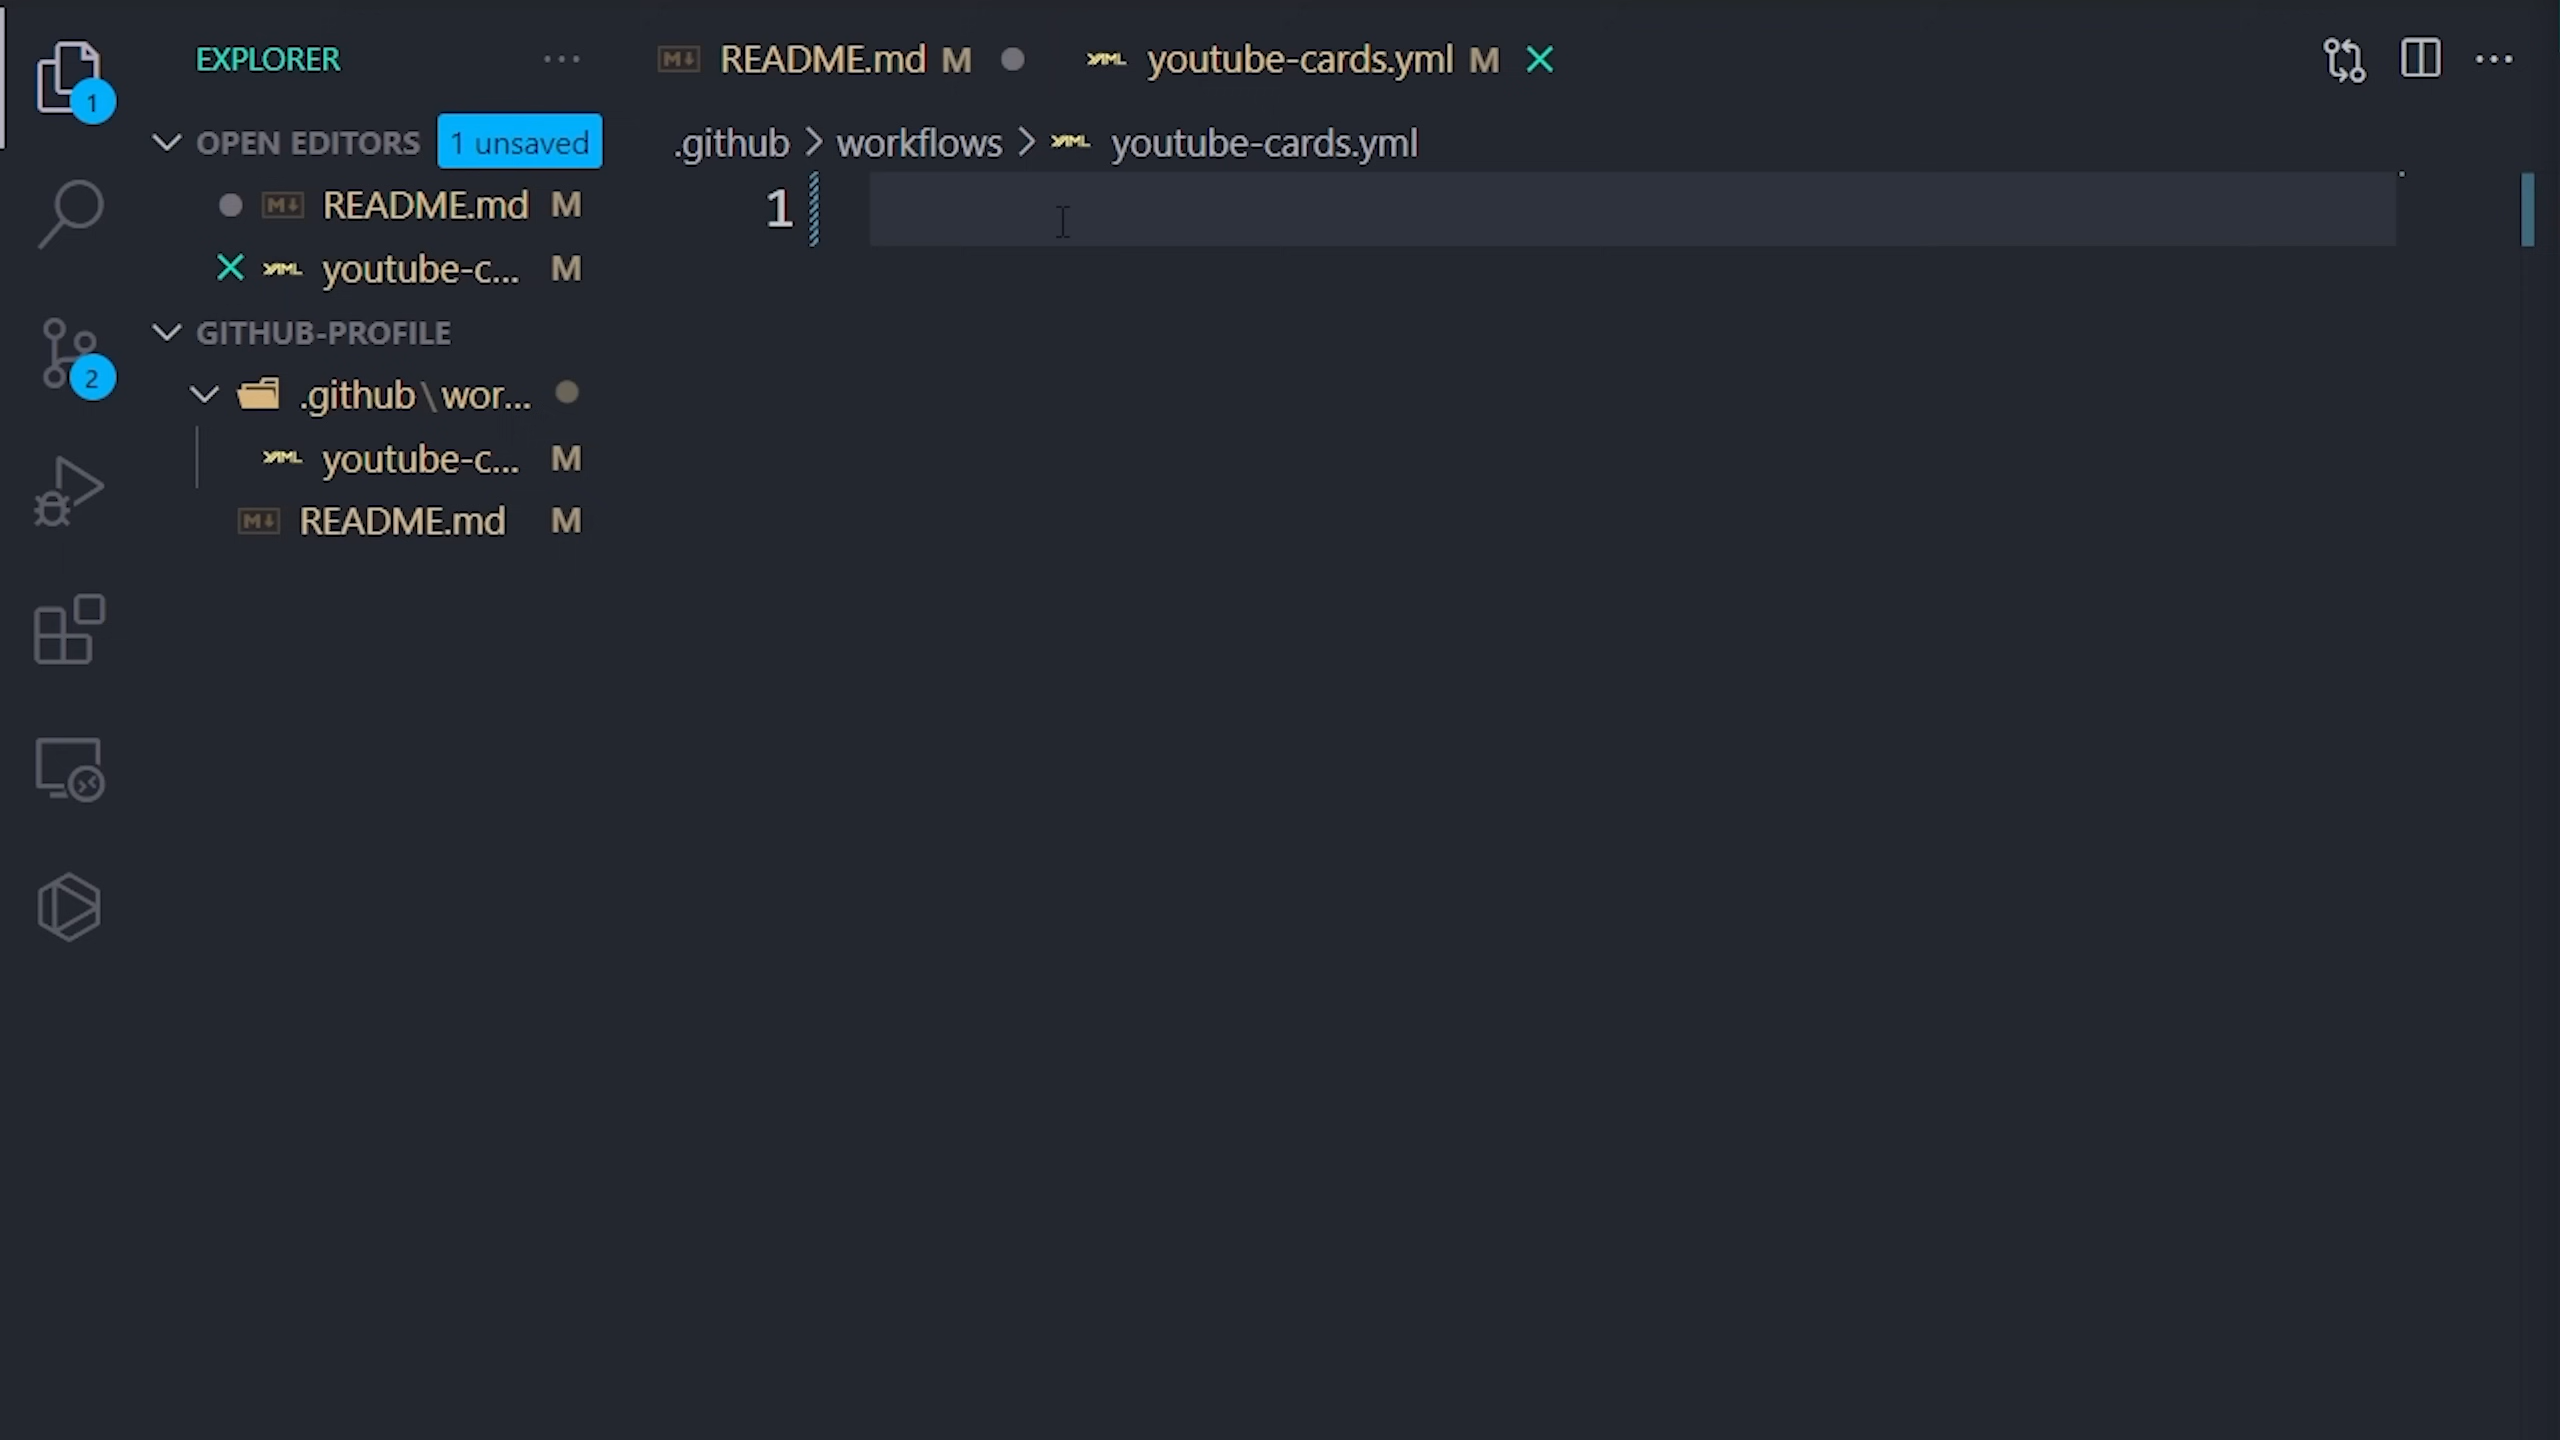 EXPLORER
1
OPEN EDITORS 1 unsaved
README.md M
youtube-c... M
GITHUB-PROFILE
2
.github\wor...
youtube-c... M
README.md M
README.md M youtube-cards.yml M
.github > workflows > youtube-cards.yml
1